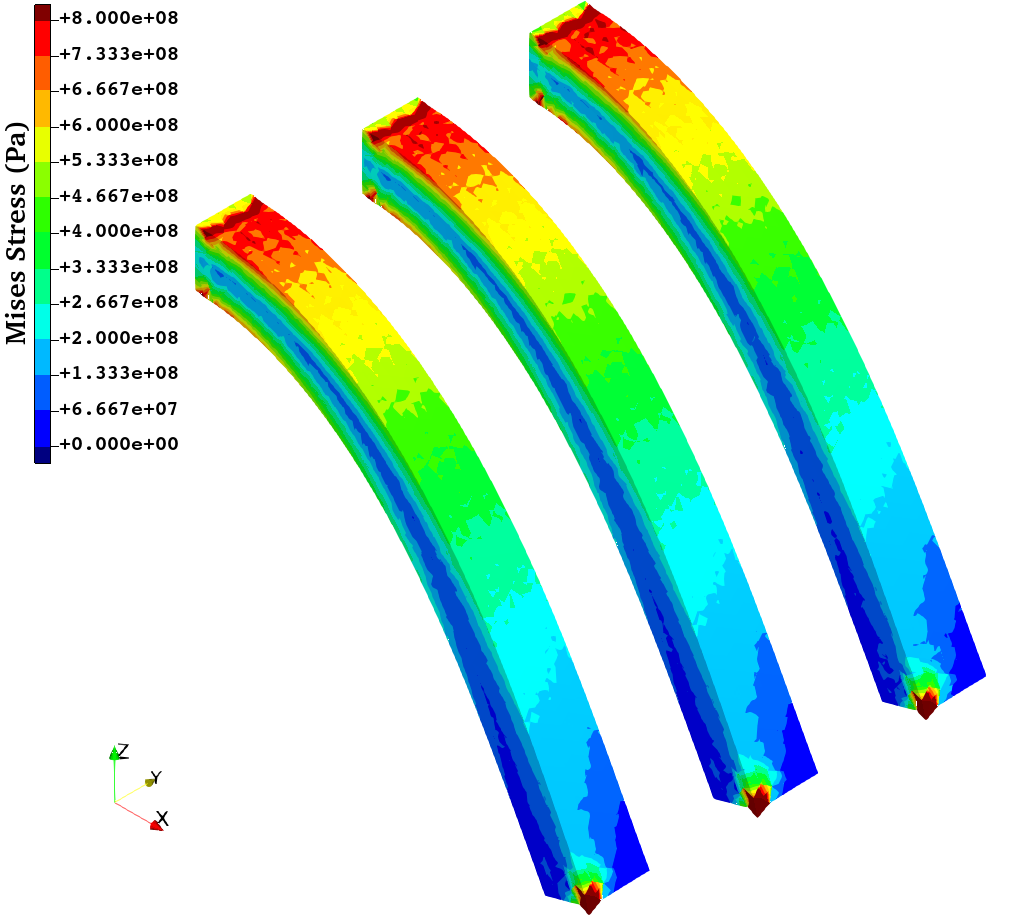 Mises Stress (Pa)
+8.000e+08
+7.333e+08
+6.667e+08
+6.000e+08
+5.333e+08
+4.667e+08
+4.000e+08
+3.333e+08
+2.667e+08
+2.000e+08
+1.333e+08
+6.667e+07
+0.000e+00
Z
Y
X